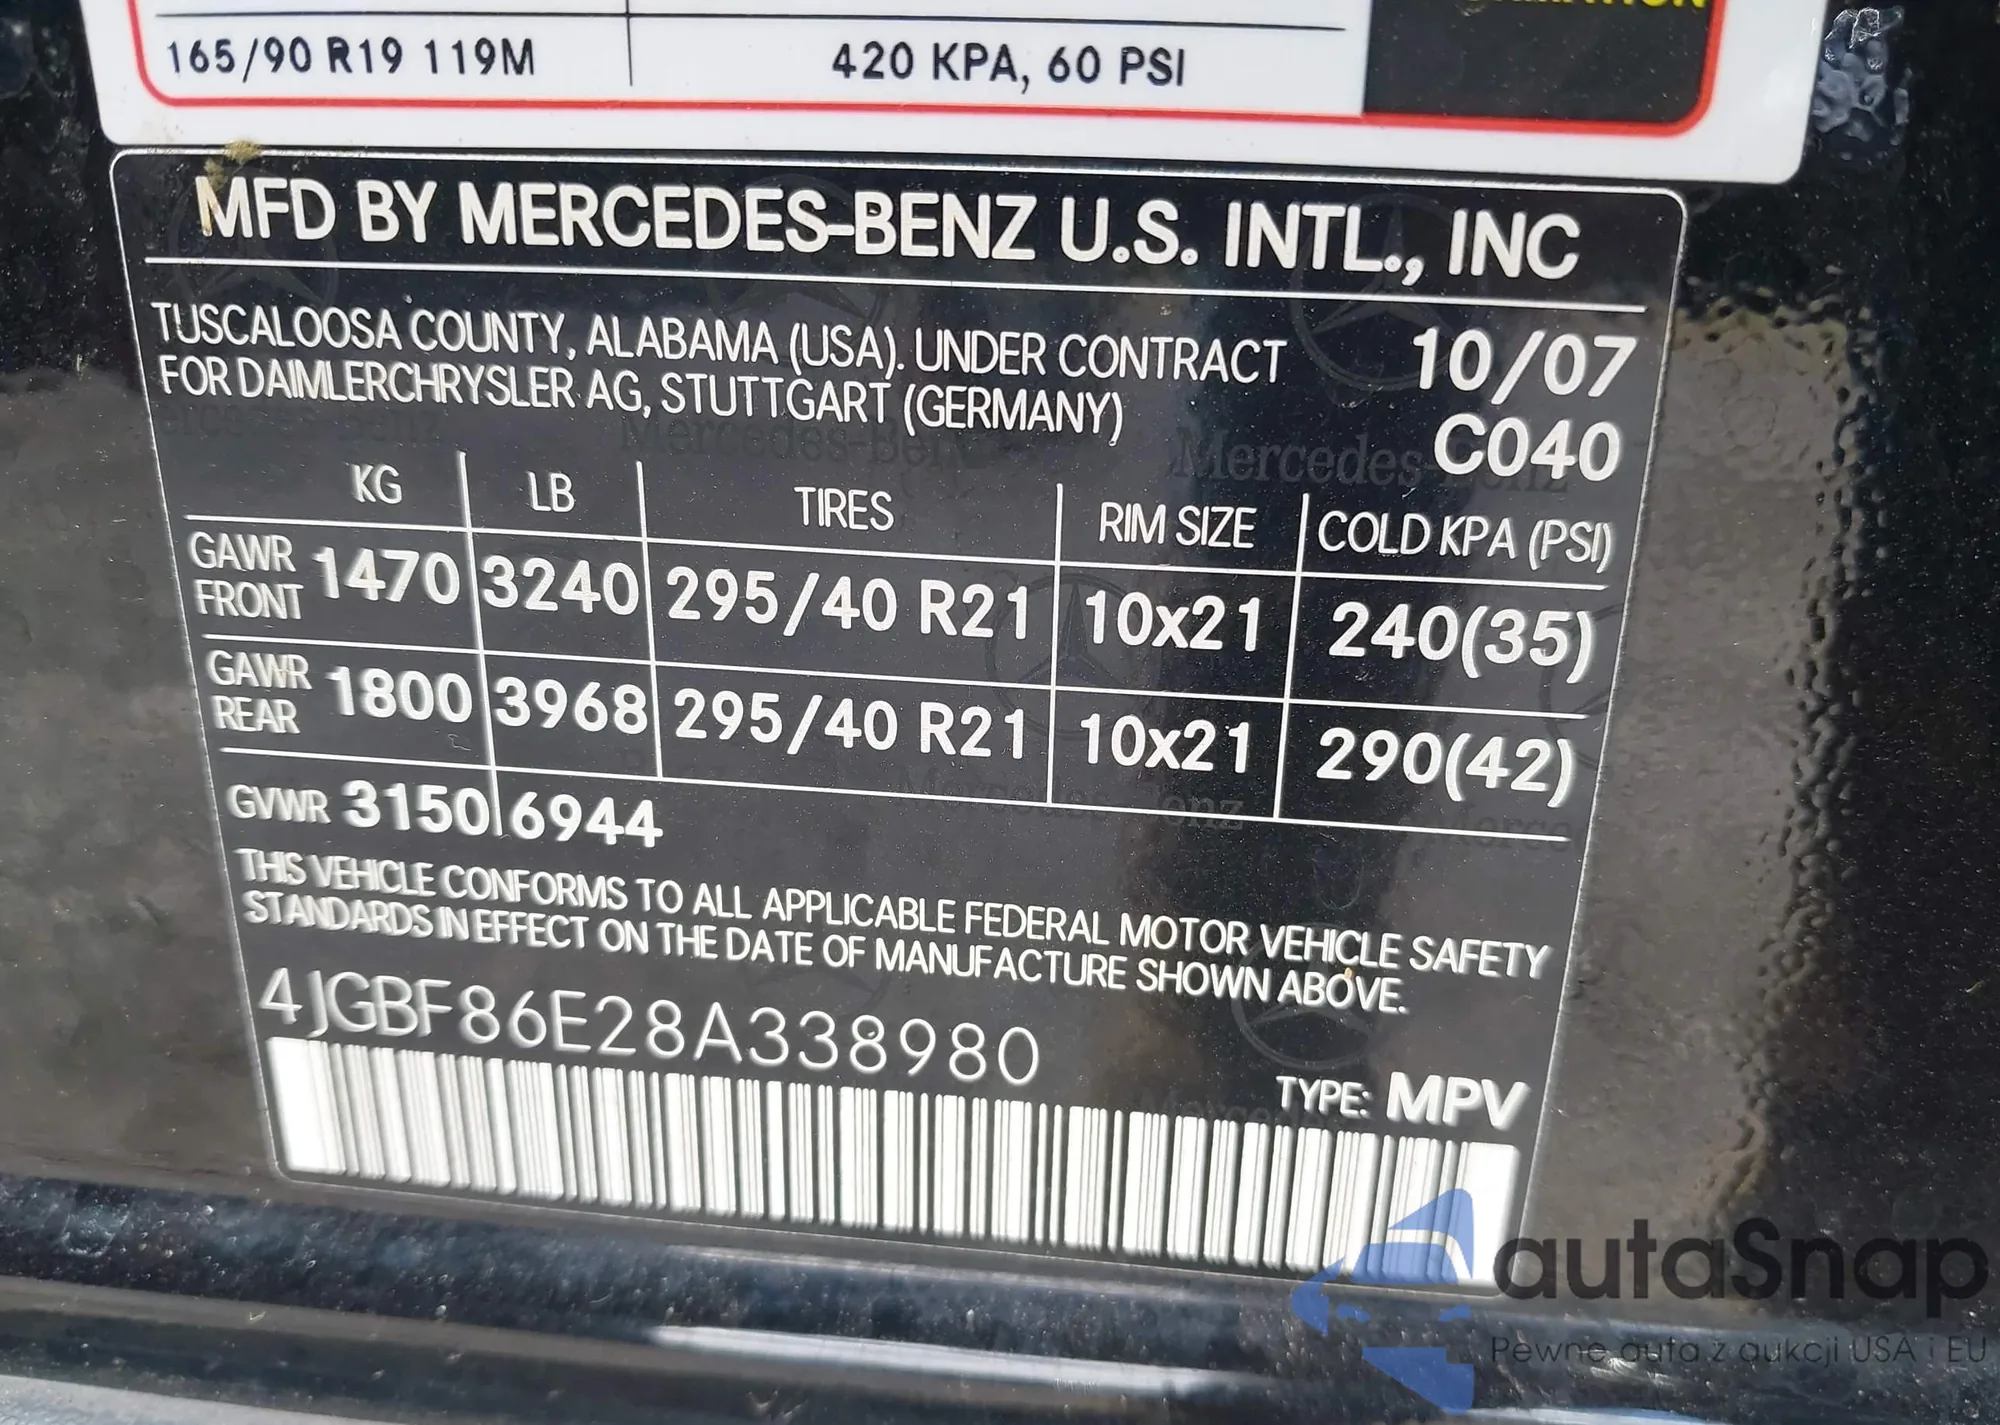 165/90 R19 119M 420 KPA, 60 PSI
MFD BY MERCEDES-BENZ U.S. INTL., INC
TUSCALOOSA COUNTY, ALABAMA (USA). UNDER CONTRACT 10/07
FOR DAIMLERCHRYSLER AG, STUTTGART (GERMANY) C040
KG LB TIRES RIM SIZE COLD KPA (PSI)
GAWR FRONT 1470 3240 295/40 R21 10x21 240(35)
GAWR REAR 1800 3968 295/40 R21 10x21 290(42)
GVWR 3150 6944
THIS VEHICLE CONFORMS TO ALL APPLICABLE FEDERAL MOTOR VEHICLE SAFETY
STANDARDS IN EFFECT ON THE DATE OF MANUFACTURE SHOWN ABOVE.
4JGBF86E28A338980
TYPE: MPV
autaSnap
Pewne auta z aukcji USA i EU